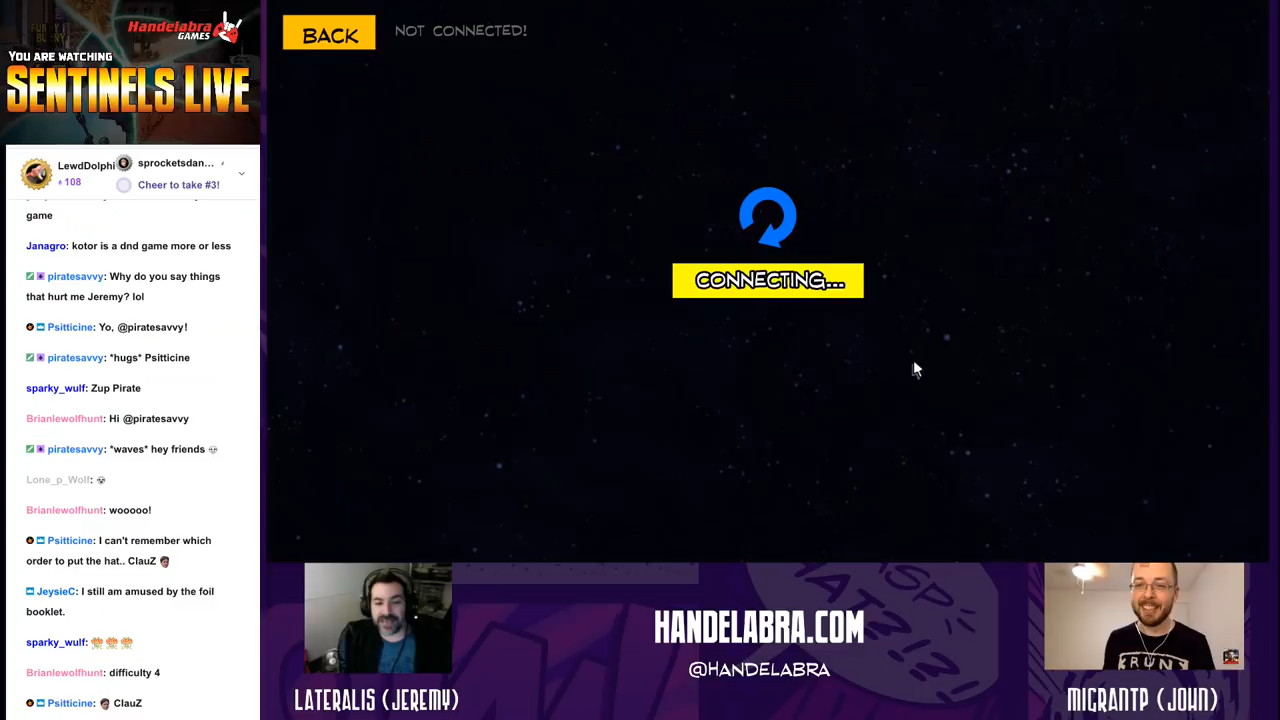 Handelabra
GAMES
YOU ARE WATCHING
SENTINELS LIVE
LewdDolphi
108
sprocketsdan...
Cheer to take #3!
game
Janagro: kotor is a dnd game more or less
piratesavvy: Why do you say things
that hurt me Jeremy? lol
Psitticine: Yo, @piratesavvy!
piratesavvy: *hugs* Psitticine
sparky_wulf: Zup Pirate
Brianlewolfhunt: Hi @piratesavvy
piratesavvy: *waves* hey friends
Lone_p_Wolf:
Brianlewolfhunt: wooooo!
Psitticine: I can't remember which
order to put the hat.. ClauZ
JeysieC: I still am amused by the foil
booklet.
sparky_wulf:
Brianlewolfhunt: difficulty 4
Psitticine: ClauZ
BACK
NOT CONNECTED!
CONNECTING...
HANDELABRA.COM
@HANDELABRA
LATERALIS (JEREMY)
KRUNK
MIGRANTP (JOHN)